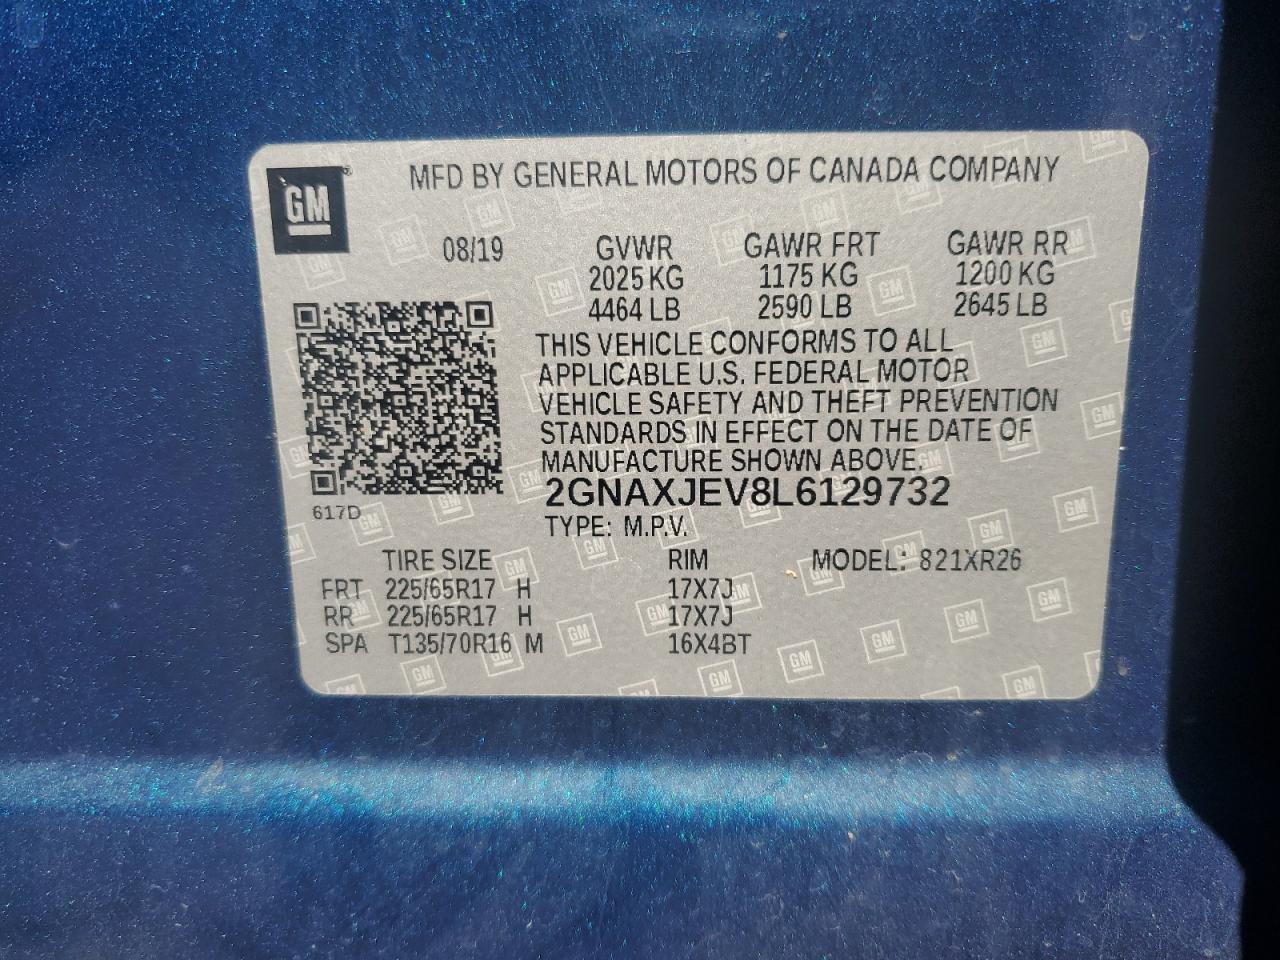 GM
MFD BY GENERAL MOTORS OF CANADA COMPANY
08/19 GVWR GAWR FRT GAWR RR
2025 KG 1175 KG 1200 KG
4464 LB 2590 LB 2645 LB
THIS VEHICLE CONFORMS TO ALL
APPLICABLE U.S. FEDERAL MOTOR
VEHICLE SAFETY AND THEFT PREVENTION
STANDARDS IN EFFECT ON THE DATE OF
MANUFACTURE SHOWN ABOVE.
2GNAXJEV8L6129732
617D
TYPE: M.P.V.
TIRE SIZE RIM MODEL: 821XR26
FRT 225/65R17 H 17X7J
RR 225/65R17 H 17X7J
SPA T135/70R16 M 16X4BT